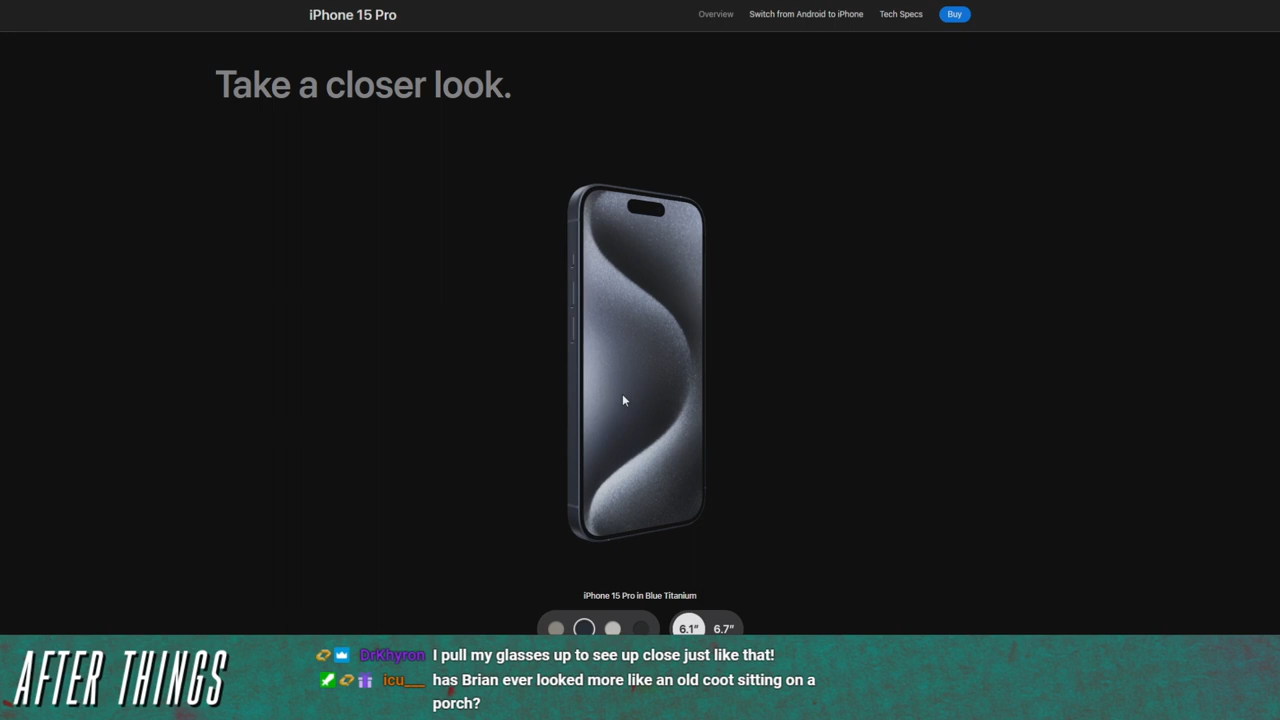 iPhone 15 Pro
Overview Switch from Android to iPhone Tech Specs Buy
Take a closer look.
iPhone 15 Pro in Blue Titanium
6.1″ 6.7″
AFTER THINGS
DrKhyron I pull my glasses up to see up close just like that!
icu___ has Brian ever looked more like an old coot sitting on a
porch?